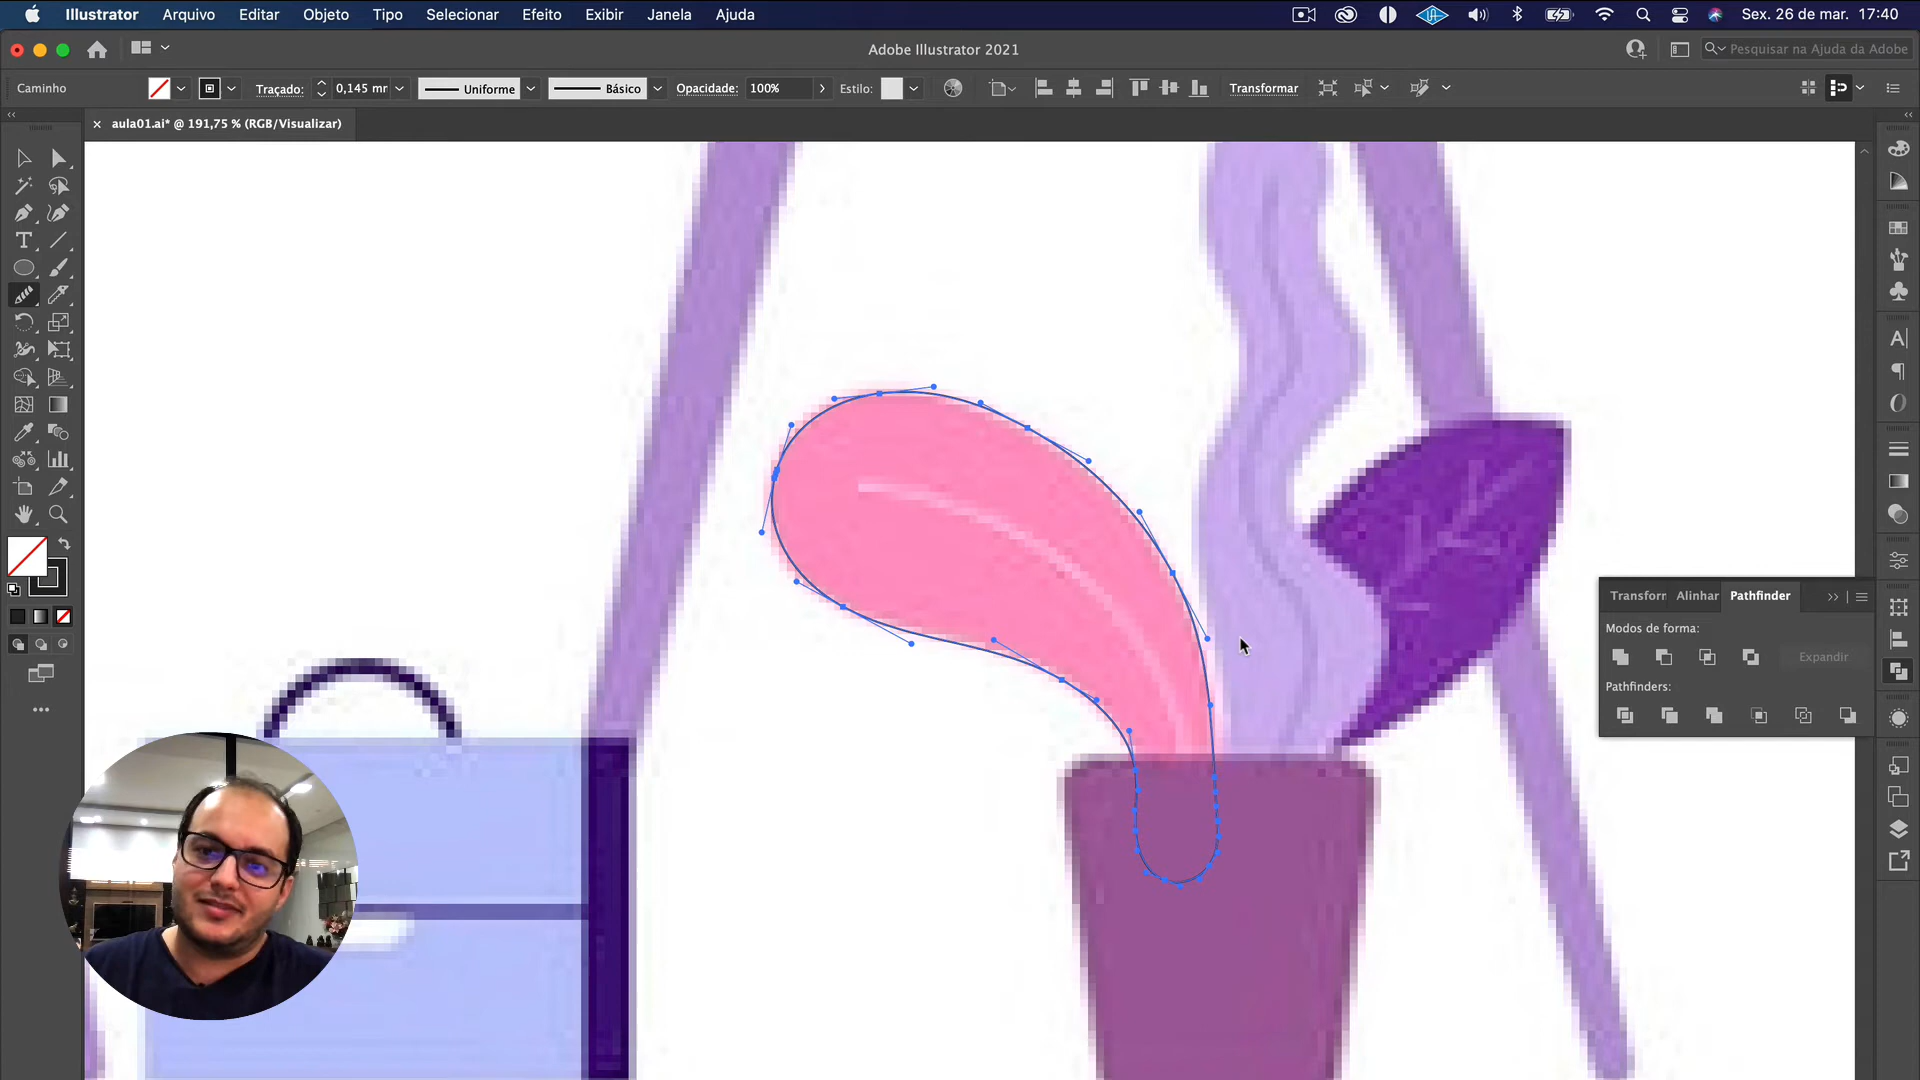 Illustrator Arquivo Editar Objeto Tipo Selecionar Efeito Exibir Janela Ajuda Sex. 26 de mar. 17:40
Adobe Illustrator 2021 Pesquisar na Ajuda da Adobe
Caminho Traçado: 0,145 mr Uniforme Básico Opacidade: 100% Estilo: Transformar
× aula01.ai* @ 191,75 % (RGB/Visualizar)
Transforr Alinhar Pathfinder
Modos de forma:
Expandir
Pathfinders: